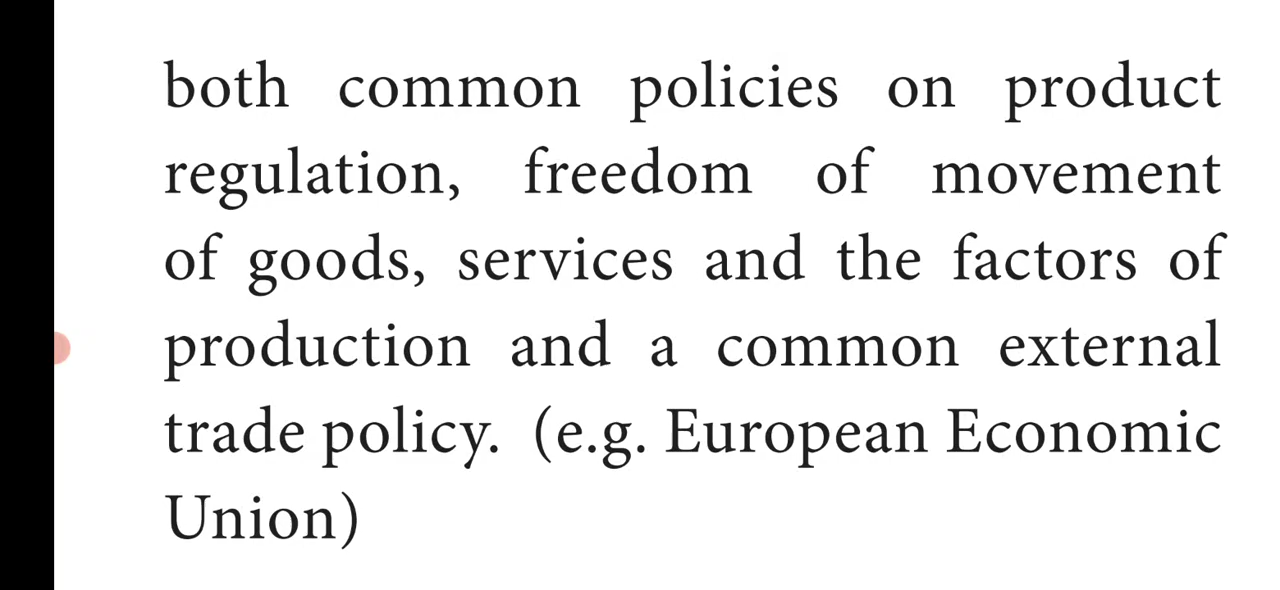 both common policies on product
regulation, freedom of movement
of goods, services and the factors of
production and a common external
trade policy. (e.g. European Economic
Union)